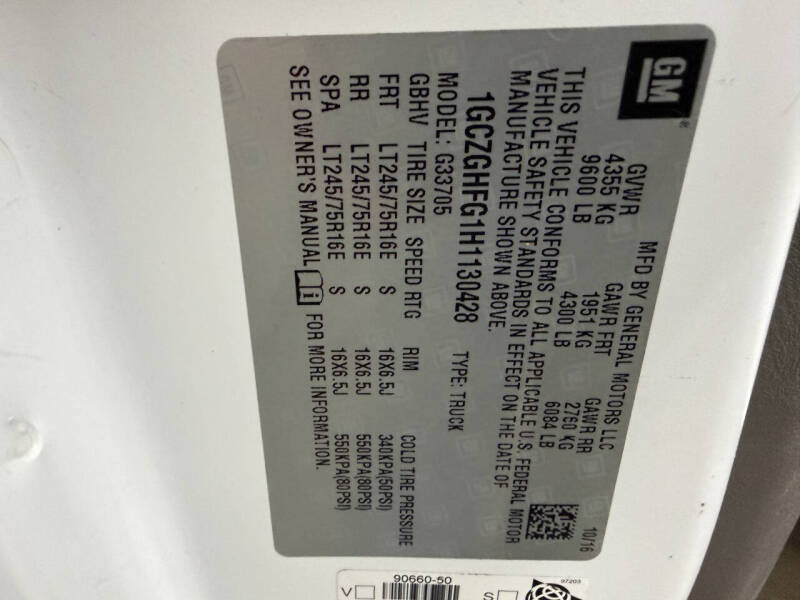 GM
®
MFD BY GENERAL MOTORS LLC 10/16
GVWR GAWR FRT GAWR RR
4355 KG 1951 KG 2760 KG
9600 LB 4300 LB 6084 LB
THIS VEHICLE CONFORMS TO ALL APPLICABLE U.S. FEDERAL MOTOR
VEHICLE SAFETY STANDARDS IN EFFECT ON THE DATE OF
MANUFACTURE SHOWN ABOVE.
1GCZGHFG1H1130428 TYPE: TRUCK
MODEL: G33705
GBHV TIRE SIZE SPEED RTG RIM COLD TIRE PRESSURE
FRT LT245/75R16E S 16X6.5J 340KPA(50PSI)
RR LT245/75R16E S 16X6.5J 550KPA(80PSI)
SPA LT245/75R16E S 16X6.5J 550KPA(80PSI)
SEE OWNER'S MANUAL i FOR MORE INFORMATION.
90660-50
97203
V S